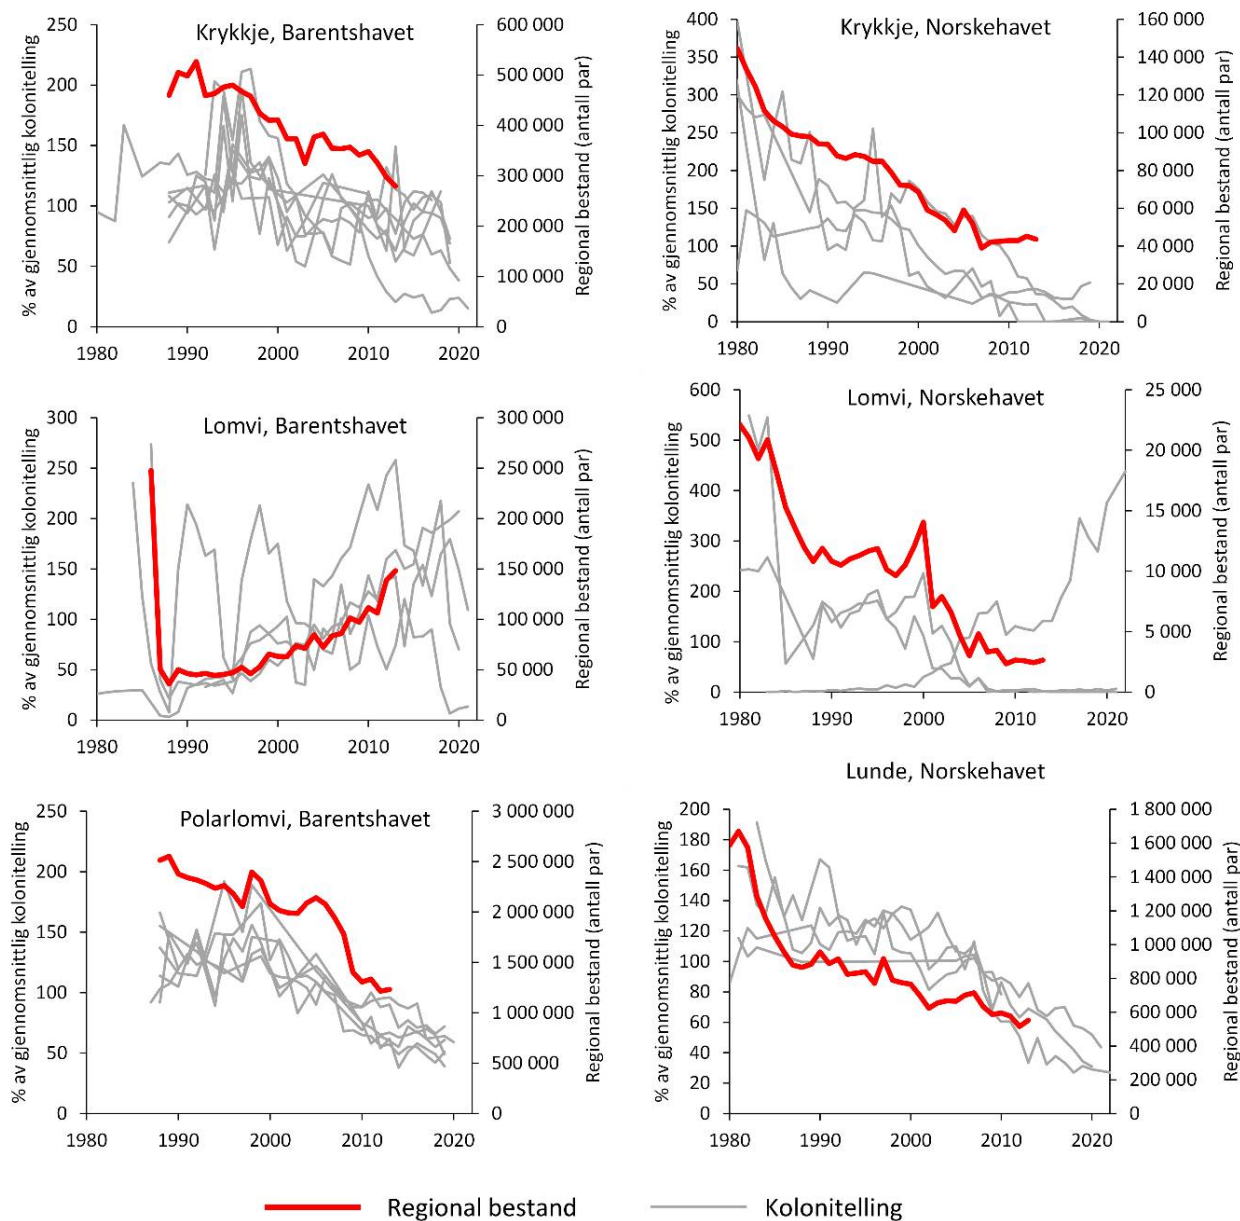 Krykkje, Barentshavet
% av gjennomsnittlig kolonitelling
250
200
150
100
50
0
600 000
500 000
400 000
300 000
200 000
100 000
0
Regional bestand (antall par)
1980 1990 2000 2010 2020
Krykkje, Norskehavet
% av gjennomsnittlig kolonitelling
400
350
300
250
200
150
100
50
0
160 000
140 000
120 000
100 000
80 000
60 000
40 000
20 000
0
Regional bestand (antall par)
1980 1990 2000 2010 2020
Lomvi, Barentshavet
% av gjennomsnittlig kolonitelling
300
250
200
150
100
50
0
300 000
250 000
200 000
150 000
100 000
50 000
0
Regional bestand (antall par)
1980 1990 2000 2010 2020
Lomvi, Norskehavet
% av gjennomsnittlig kolonitelling
600
500
400
300
200
100
0
25 000
20 000
15 000
10 000
5 000
0
Regional bestand (antall par)
1980 1990 2000 2010 2020
Polarlomvi, Barentshavet
% av gjennomsnittlig kolonitelling
250
200
150
100
50
0
3 000 000
2 500 000
2 000 000
1 500 000
1 000 000
500 000
0
Regional bestand (antall par)
1980 1990 2000 2010 2020
Lunde, Norskehavet
% av gjennomsnittlig kolonitelling
200
180
160
140
120
100
80
60
40
20
0
1 800 000
1 600 000
1 400 000
1 200 000
1 000 000
800 000
600 000
400 000
200 000
0
Regional bestand (antall par)
1980 1990 2000 2010 2020
Regional bestand Kolonitelling